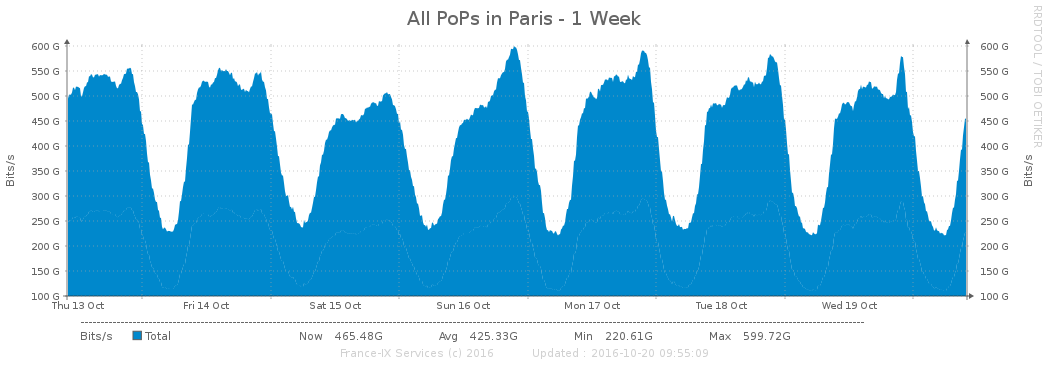 All PoPs in Paris - 1 Week
RRDTOOL / TOBI OETIKER
Bits/s
600 G
550 G
500 G
450 G
400 G
350 G
300 G
250 G
200 G
150 G
100 G
600 G
550 G
500 G
450 G
400 G
350 G
300 G
250 G
200 G
150 G
100 G
Bits/s
Thu 13 Oct Fri 14 Oct Sat 15 Oct Sun 16 Oct Mon 17 Oct Tue 18 Oct Wed 19 Oct
Bits/s Total Now 465.48G Avg 425.33G Min 220.61G Max 599.72G
France-IX Services (c) 2016 Updated : 2016-10-20 09:55:09